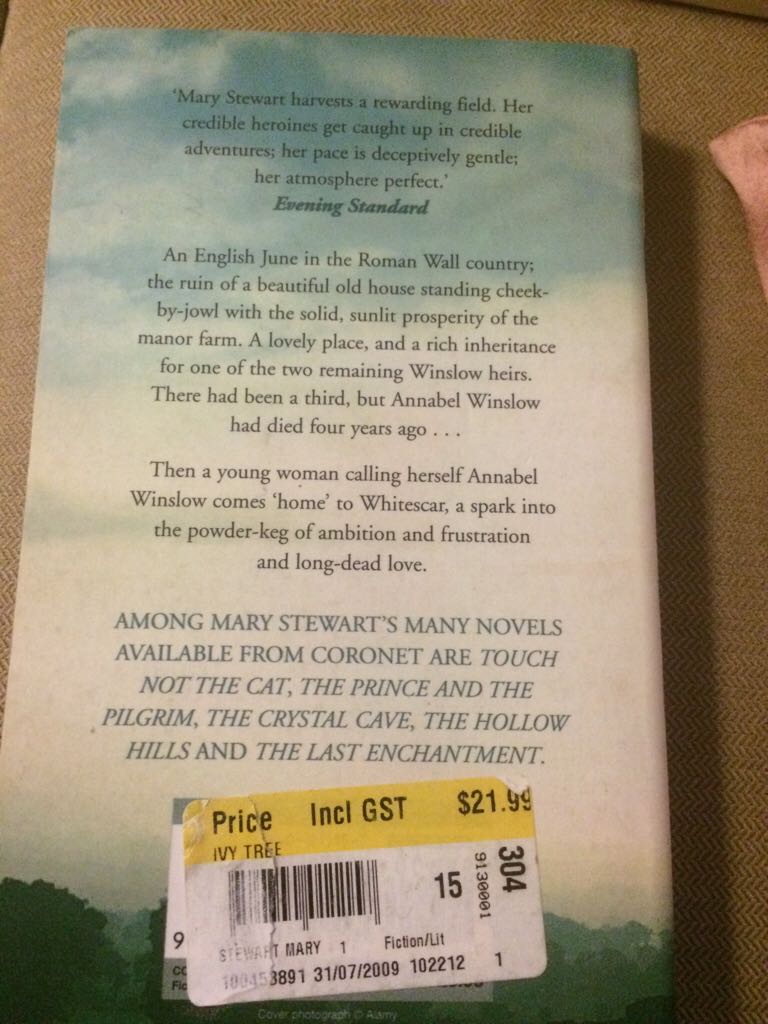 'Mary Stewart harvests a rewarding field. Her
credible heroines get caught up in credible
adventures; her pace is deceptively gentle;
her atmosphere perfect.'
Evening Standard
An English June in the Roman Wall country;
the ruin of a beautiful old house standing cheek-
by-jowl with the solid, sunlit prosperity of the
manor farm. A lovely place, and a rich inheritance
for one of the two remaining Winslow heirs.
There had been a third, but Annabel Winslow
had died four years ago . . .
Then a young woman calling herself Annabel
Winslow comes 'home' to Whitescar, a spark into
the powder-keg of ambition and frustration
and long-dead love.
AMONG MARY STEWART'S MANY NOVELS
AVAILABLE FROM CORONET ARE TOUCH
NOT THE CAT, THE PRINCE AND THE
PILGRIM, THE CRYSTAL CAVE, THE HOLLOW
HILLS AND THE LAST ENCHANTMENT.
Price Incl GST $21.99
IVY TREE
15 9130001 304
9
STEWART MARY 1 Fiction/Lit
31/07/2009 102212 1
Cover photograph © Alamy